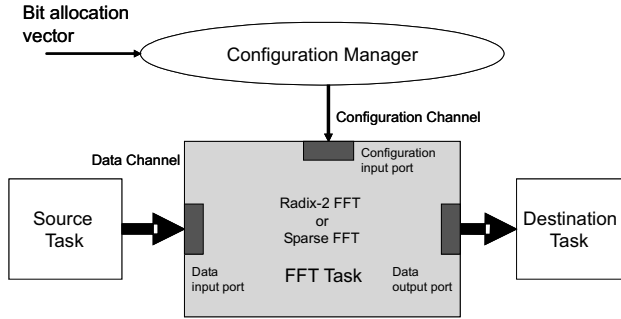 Bit allocation
vector
Configuration Manager
Configuration Channel
Data Channel
Configuration
input port
Source
Task
Radix-2 FFT
or
Sparse FFT
Destination
Task
Data
input port
FFT Task
Data
output port